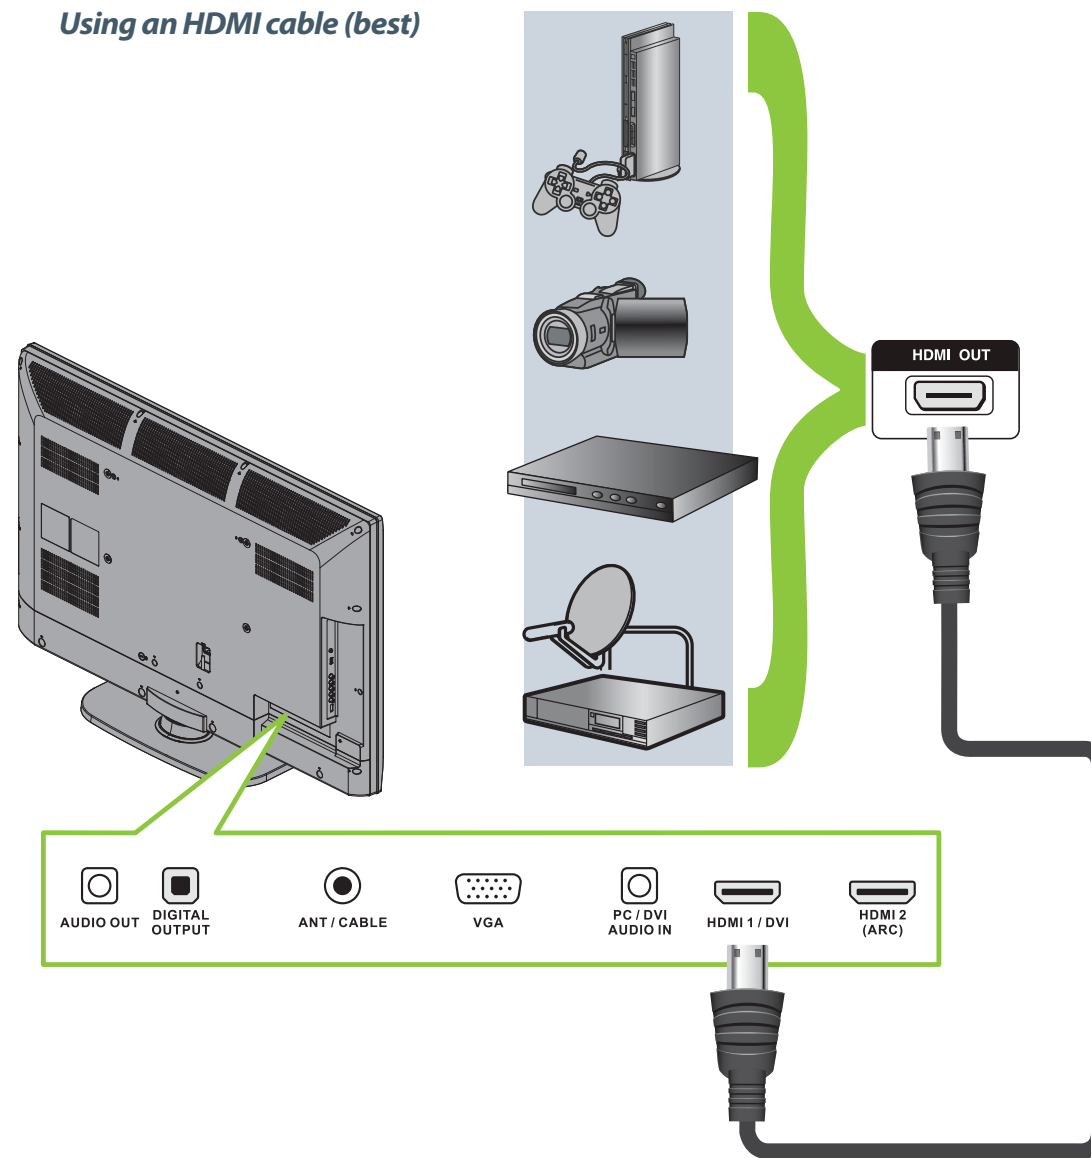 Using an HDMI cable (best)
HDMI OUT
AUDIO OUT
DIGITAL
OUTPUT
ANT / CABLE
VGA
PC / DVI
AUDIO IN
HDMI 1 / DVI
HDMI 2
(ARC)